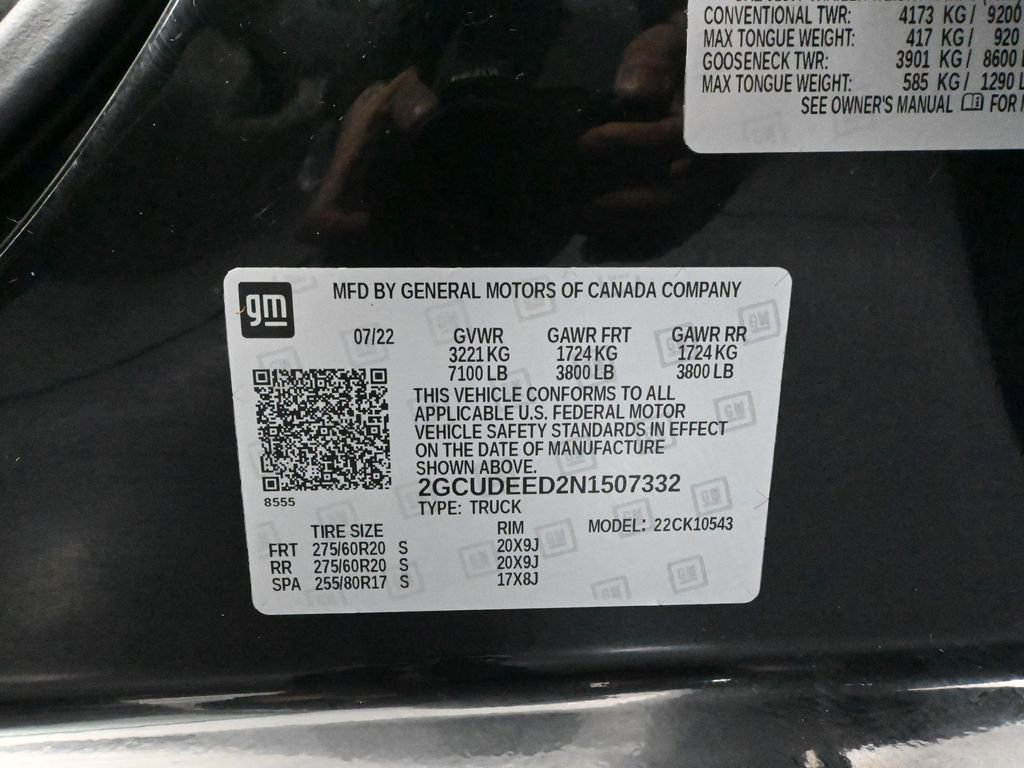 CONVENTIONAL TWR: 4173 KG / 9200
MAX TONGUE WEIGHT: 417 KG / 920
GOOSENECK TWR: 3901 KG / 8600
MAX TONGUE WEIGHT: 585 KG / 1290
SEE OWNER'S MANUAL FOR
gm
MFD BY GENERAL MOTORS OF CANADA COMPANY
07/22 GVWR GAWR FRT GAWR RR
3221 KG 1724 KG 1724 KG
7100 LB 3800 LB 3800 LB
THIS VEHICLE CONFORMS TO ALL
APPLICABLE U.S. FEDERAL MOTOR
VEHICLE SAFETY STANDARDS IN EFFECT
ON THE DATE OF MANUFACTURE
SHOWN ABOVE.
8555
2GCUDEED2N1507332
TYPE: TRUCK
TIRE SIZE RIM MODEL: 22CK10543
FRT 275/60R20 S 20X9J
RR 275/60R20 S 20X9J
SPA 255/80R17 S 17X8J